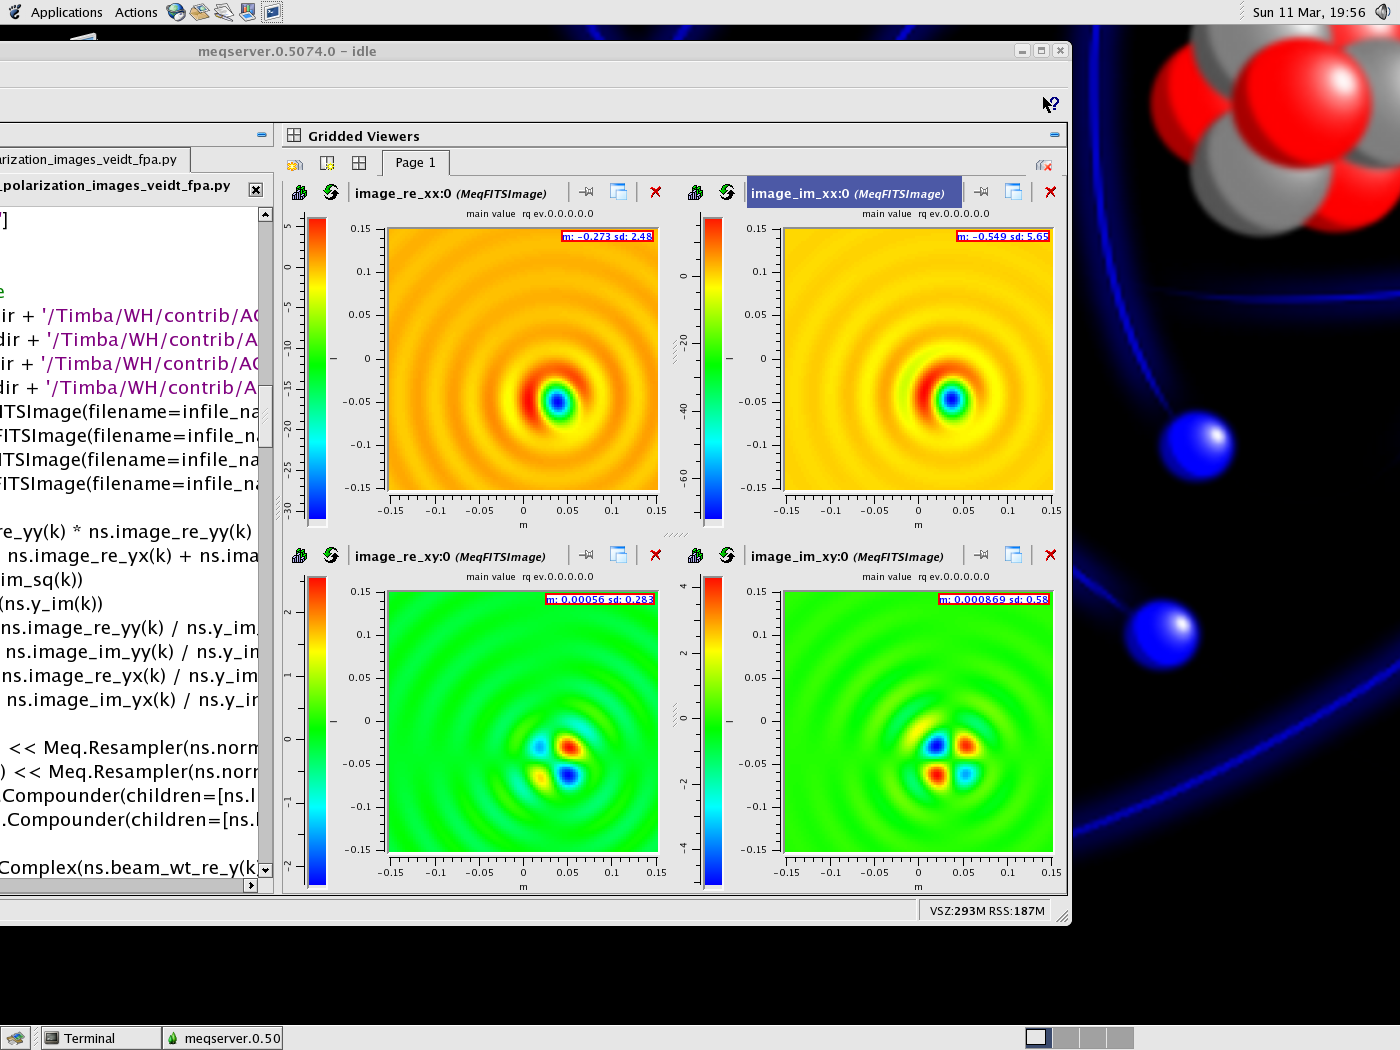 Applications Actions
Sun 11 Mar, 19:56
meqserver.0.5074.0 - idle
Gridded Viewers
Page 1
arization_images_veidt_fpa.py
_polarization_images_veidt_fpa.py
']
e
ir + '/Timba/WH/contrib/AG
dir + '/Timba/WH/contrib/A
ir + '/Timba/WH/contrib/AG
dir + '/Timba/WH/contrib/A
FITSImage(filename=infile_na
FITSImage(filename=infile_na
ITSImage(filename=infile_na
FITSImage(filename=infile_na
re_yy(k) * ns.image_re_yy(k)
ns.image_re_yx(k) + ns.ima
im_sq(k))
(ns.y_im(k))
ns.image_re_yy(k) / ns.y_im
ns.image_im_yy(k) / ns.y_in
ns.image_re_yx(k) / ns.y_im
ns.image_im_yx(k) / ns.y_ir
<< Meq.Resampler(ns.norm
) << Meq.Resampler(ns.norr
Compounder(children=[ns.l
.Compounder(children=[ns.l
Complex(ns.beam_wt_re_y(k
image_re_xx:0 (MeqFITSImage)
main value rq ev.0.0.0.0.0
m: -0.273 sd: 2.48
5
0
-5
-10
-15
-20
-25
-30
0.15
0.1
0.05
0
-0.05
-0.1
-0.15
-0.15 -0.1 -0.05 0 0.05 0.1 0.15
m
image_im_xx:0 (MeqFITSImage)
main value rq ev.0.0.0.0.0
m: -0.549 sd: 5.65
0
-20
-40
-60
0.15
0.1
0.05
0
-0.05
-0.1
-0.15
-0.15 -0.1 -0.05 0 0.05 0.1 0.15
m
image_re_xy:0 (MeqFITSImage)
main value rq ev.0.0.0.0.0
m: 0.00056 sd: 0.283
2
1
0
-1
-2
0.15
0.1
0.05
0
-0.05
-0.1
-0.15
-0.15 -0.1 -0.05 0 0.05 0.1 0.15
m
image_im_xy:0 (MeqFITSImage)
main value rq ev.0.0.0.0.0
m: 0.000869 sd: 0.58
4
2
0
-2
-4
0.15
0.1
0.05
0
-0.05
-0.1
-0.15
-0.15 -0.1 -0.05 0 0.05 0.1 0.15
m
VSZ:293M RSS:187M
Terminal
meqserver.0.50